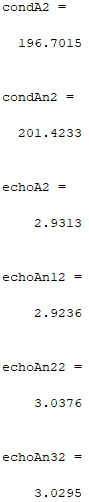 condA2 =
196.7015
condAn2 =
201.4233
echoA2 =
2.9313
echoAn12 =
2.9236
echoAn22 =
3.0376
echoAn32 =
3.0295